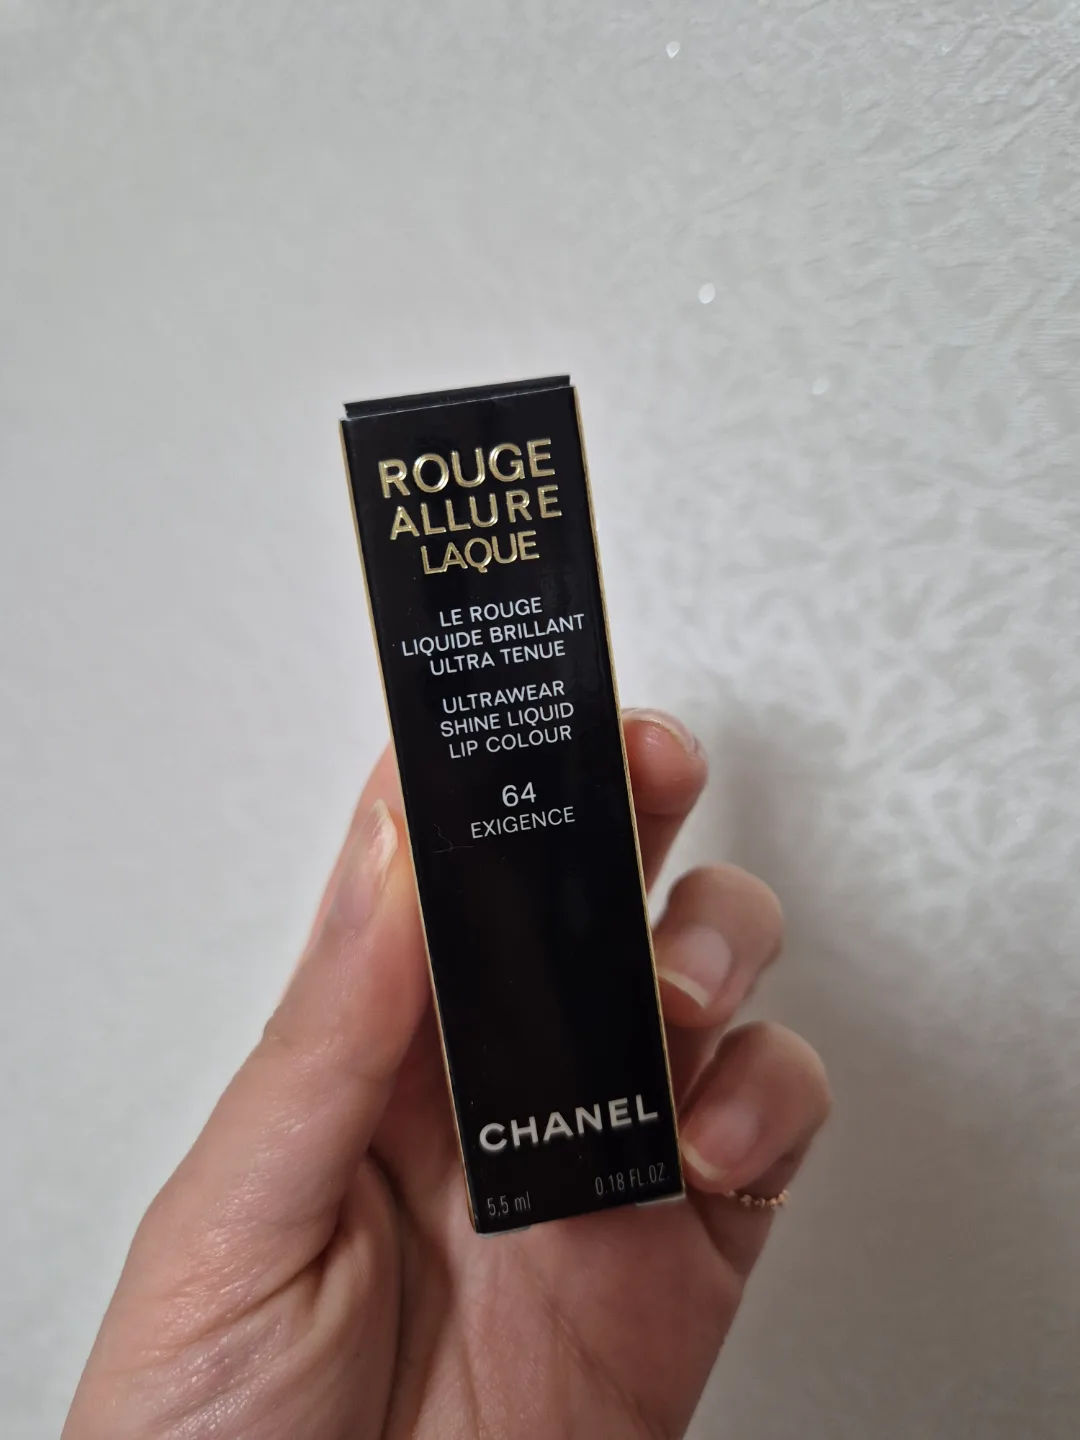 ROUGE
ALLURE
LAQUE
LE ROUGE
LIQUIDE BRILLANT
ULTRA TENUE
ULTRAWEAR
SHINE LIQUID
LIP COLOUR
64
EXIGENCE
CHANEL
5,5 ml 0.18 FL.OZ.